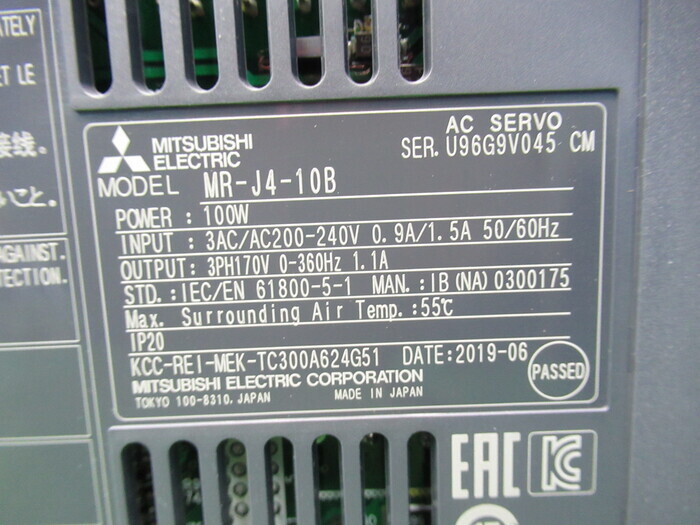 ATELY
ET LE
接线。
いこと。
AGAINST.
TECTION.
MITSUBISHI
ELECTRIC
AC SERVO
SER. U96G9V045 CM
MODEL MR-J4-10B
POWER : 100W
INPUT : 3AC/AC200-240V 0.9A/1.5A 50/60Hz
OUTPUT: 3PH170V 0-360Hz 1.1A
STD.:IEC/EN 61800-5-1 MAN.:IB(NA)0300175
Max. Surrounding Air Temp.:55℃
IP20
KCC-REI-MEK-TC300A624G51 DATE:2019-06
MITSUBISHI ELECTRIC CORPORATION
TOKYO 100-8310, JAPAN MADE IN JAPAN
PASSED
EAC